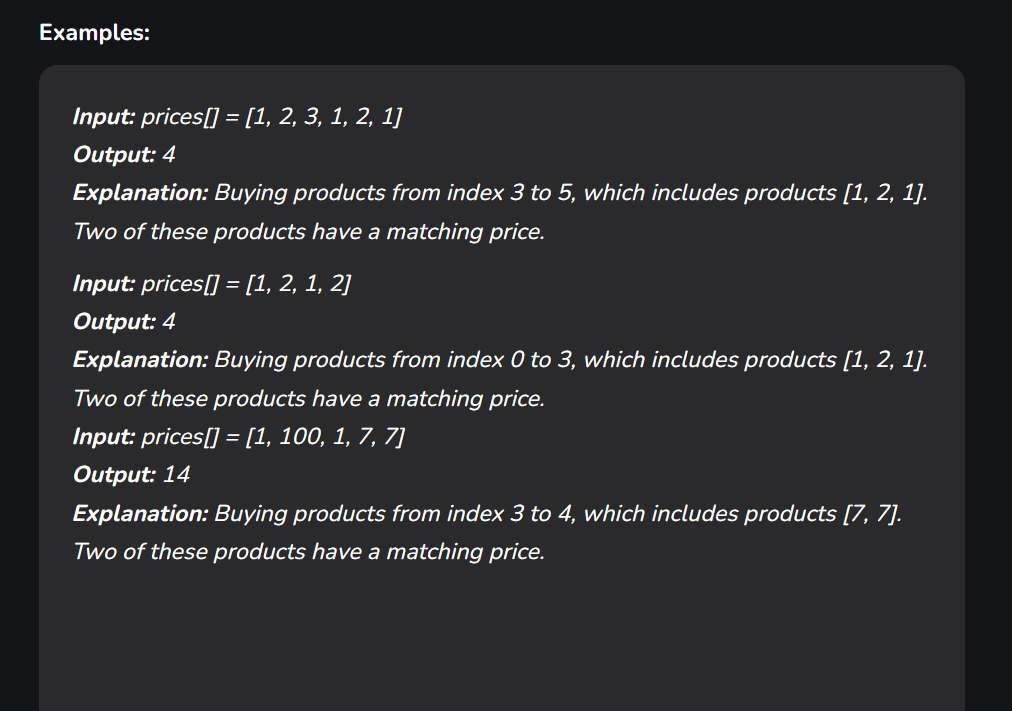 Examples:
Input: prices[] = [1, 2, 3, 1, 2, 1]
Output: 4
Explanation: Buying products from index 3 to 5, which includes products [1, 2, 1].
Two of these products have a matching price.
Input: prices[] = [1, 2, 1, 2]
Output: 4
Explanation: Buying products from index 0 to 3, which includes products [1, 2, 1].
Two of these products have a matching price.
Input: prices[] = [1, 100, 1, 7, 7]
Output: 14
Explanation: Buying products from index 3 to 4, which includes products [7, 7].
Two of these products have a matching price.